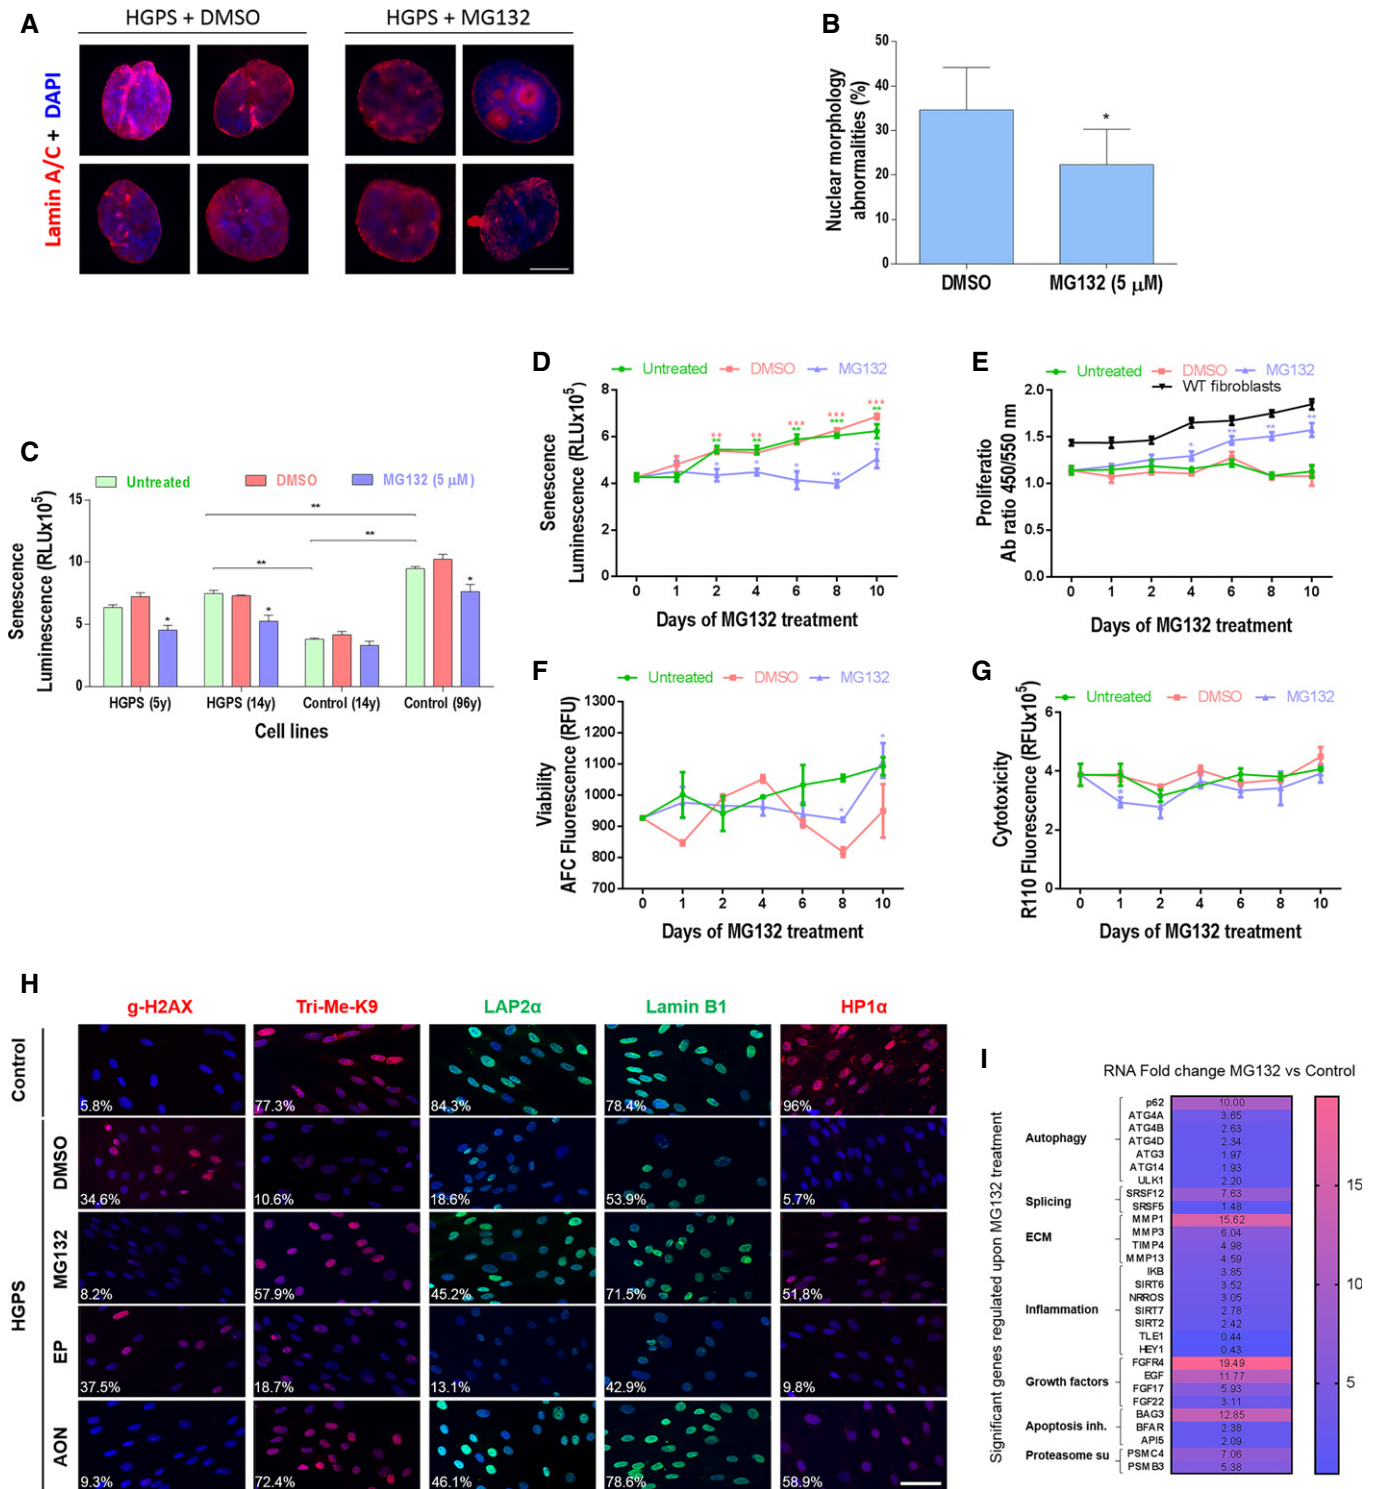 A
HGPS + DMSO
HGPS + MG132
Lamin A/C + DAPI
B
Nuclear morphology
abnormalities (%)
50
40
30
20
10
0
*
DMSO
MG132 (5 μM)
C
Untreated
DMSO
MG132 (5 μM)
Senescence
Luminescence (RLUx10⁵)
15
10
5
0
**
**
**
*
*
*
HGPS (5y)
HGPS (14y)
Control (14y)
Control (96y)
Cell lines
D
Untreated
DMSO
MG132
Senescence
Luminescence (RLUx10⁵)
8
6
4
2
0
** ** *** *** ***
** ** ** *** **
* * * ** *
0 1 2 4 6 8 10
Days of MG132 treatment
E
Untreated
DMSO
MG132
WT fibroblasts
Proliferatio
Ab ratio 450/550 nm
2.0
1.5
1.0
0.5
0.0
* ** ** **
0 1 2 4 6 8 10
Days of MG132 treatment
F
Untreated
DMSO
MG132
Viability
AFC Fluorescence (RFU)
1300
1200
1100
1000
900
800
700
* *
0 1 2 4 6 8 10
Days of MG132 treatment
G
Untreated
DMSO
MG132
Cytotoxicity
R110 Fluorescence (RFUx10⁵)
6
4
2
0
*
0 1 2 4 6 8 10
Days of MG132 treatment
H
g-H2AX
Tri-Me-K9
LAP2α
Lamin B1
HP1α
Control
5.8%
77.3%
84.3%
78.4%
96%
HGPS
DMSO
34.6%
10.6%
18.6%
53.9%
5.7%
MG132
8.2%
57.9%
45.2%
71.5%
51,8%
EP
37.5%
18.7%
13.1%
42.9%
9.8%
AON
9.3%
72.4%
46.1%
78.6%
58.9%
I
RNA Fold change MG132 vs Control
Significant genes regulated upon MG132 treatment
Autophagy
p62 10.00
ATG4A 3.65
ATG4B 2.63
ATG4D 2.34
ATG3 1.97
ATG14 1.93
ULK1 2.20
Splicing
SRSF12 7.63
SRSF5 1.48
ECM
MMP1 15.62
MMP3 6.04
TIMP4 4.98
MMP13 4.59
Inflammation
IKB 3.85
SIRT6 3.52
NRROS 3.05
SIRT7 2.78
SIRT2 2.42
TLE1 0.44
HEY1 0.43
Growth factors
FGFR4 19.49
EGF 11.77
FGF17 5.93
FGF22 3.11
Apoptosis inh.
BAG3 12.85
BFAR 2.38
API5 2.09
Proteasome su
PSMC4 7.06
PSMB3 5.38
15
10
5